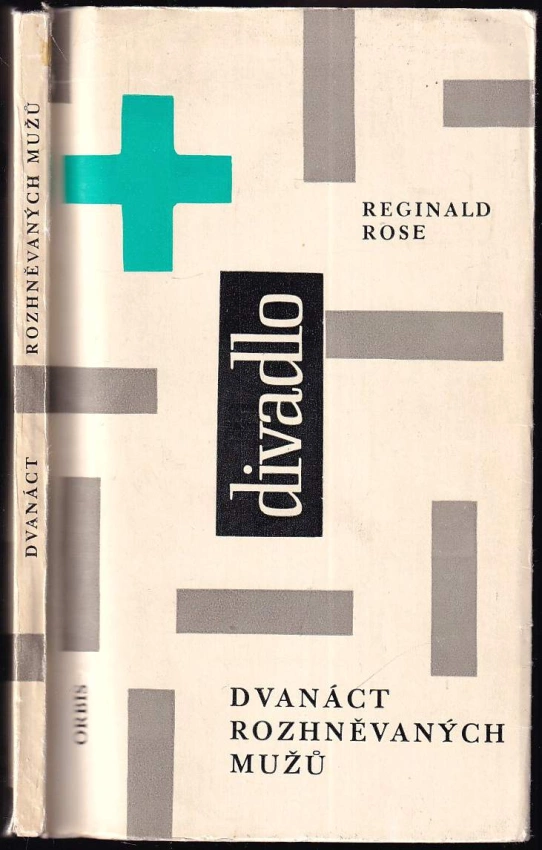 DVANÁCT ROZHNĚVANÝCH MUŽŮ
ORBIS
REGINALD
ROSE
divadlo
DVANÁCT
ROZHNĚVANÝCH
MUŽŮ